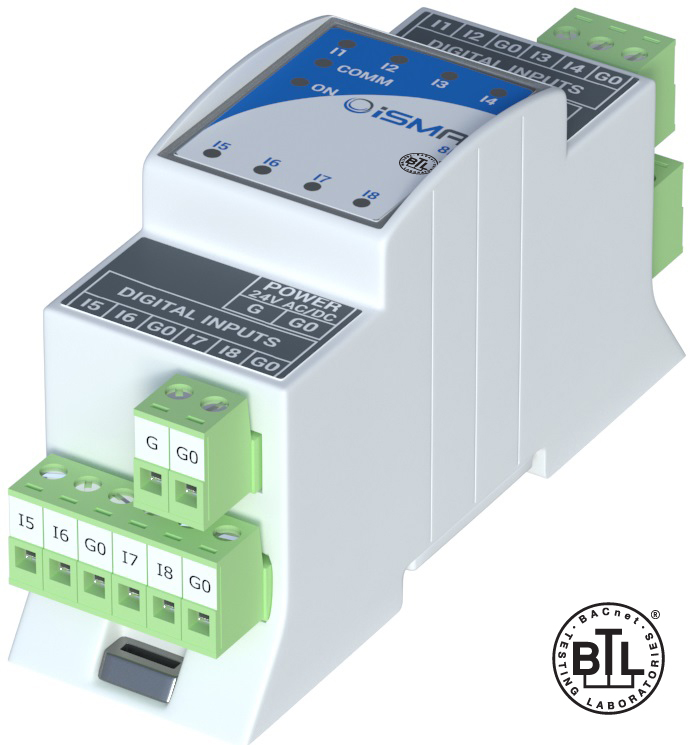 I1 I2 G0 I3 I4 G0
DIGITAL INPUTS
I1 I2 I3 I4
COMM
ON
iSMA
8
BTL
I5 I6 I7 I8
POWER
24V AC/DC
G G0
DIGITAL INPUTS
I5 I6 G0 I7 I8 G0
G G0
I5 I6 G0 I7 I8 G0
BACnet
TESTING LABORATORIES
BTL
®